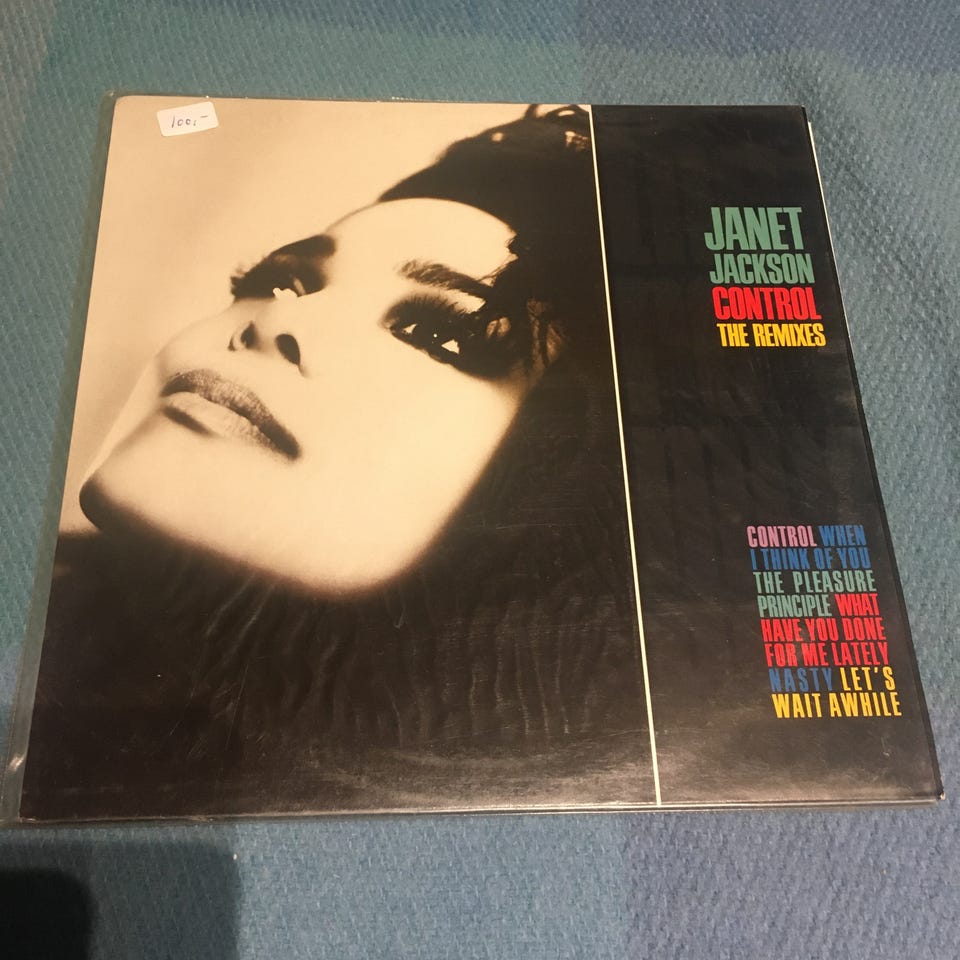 100,-
JANET
JACKSON
CONTROL
THE REMIXES
CONTROL WHEN
I THINK OF YOU
THE PLEASURE
PRINCIPLE WHAT
HAVE YOU DONE
FOR ME LATELY
NASTY LET'S
WAIT AWHILE